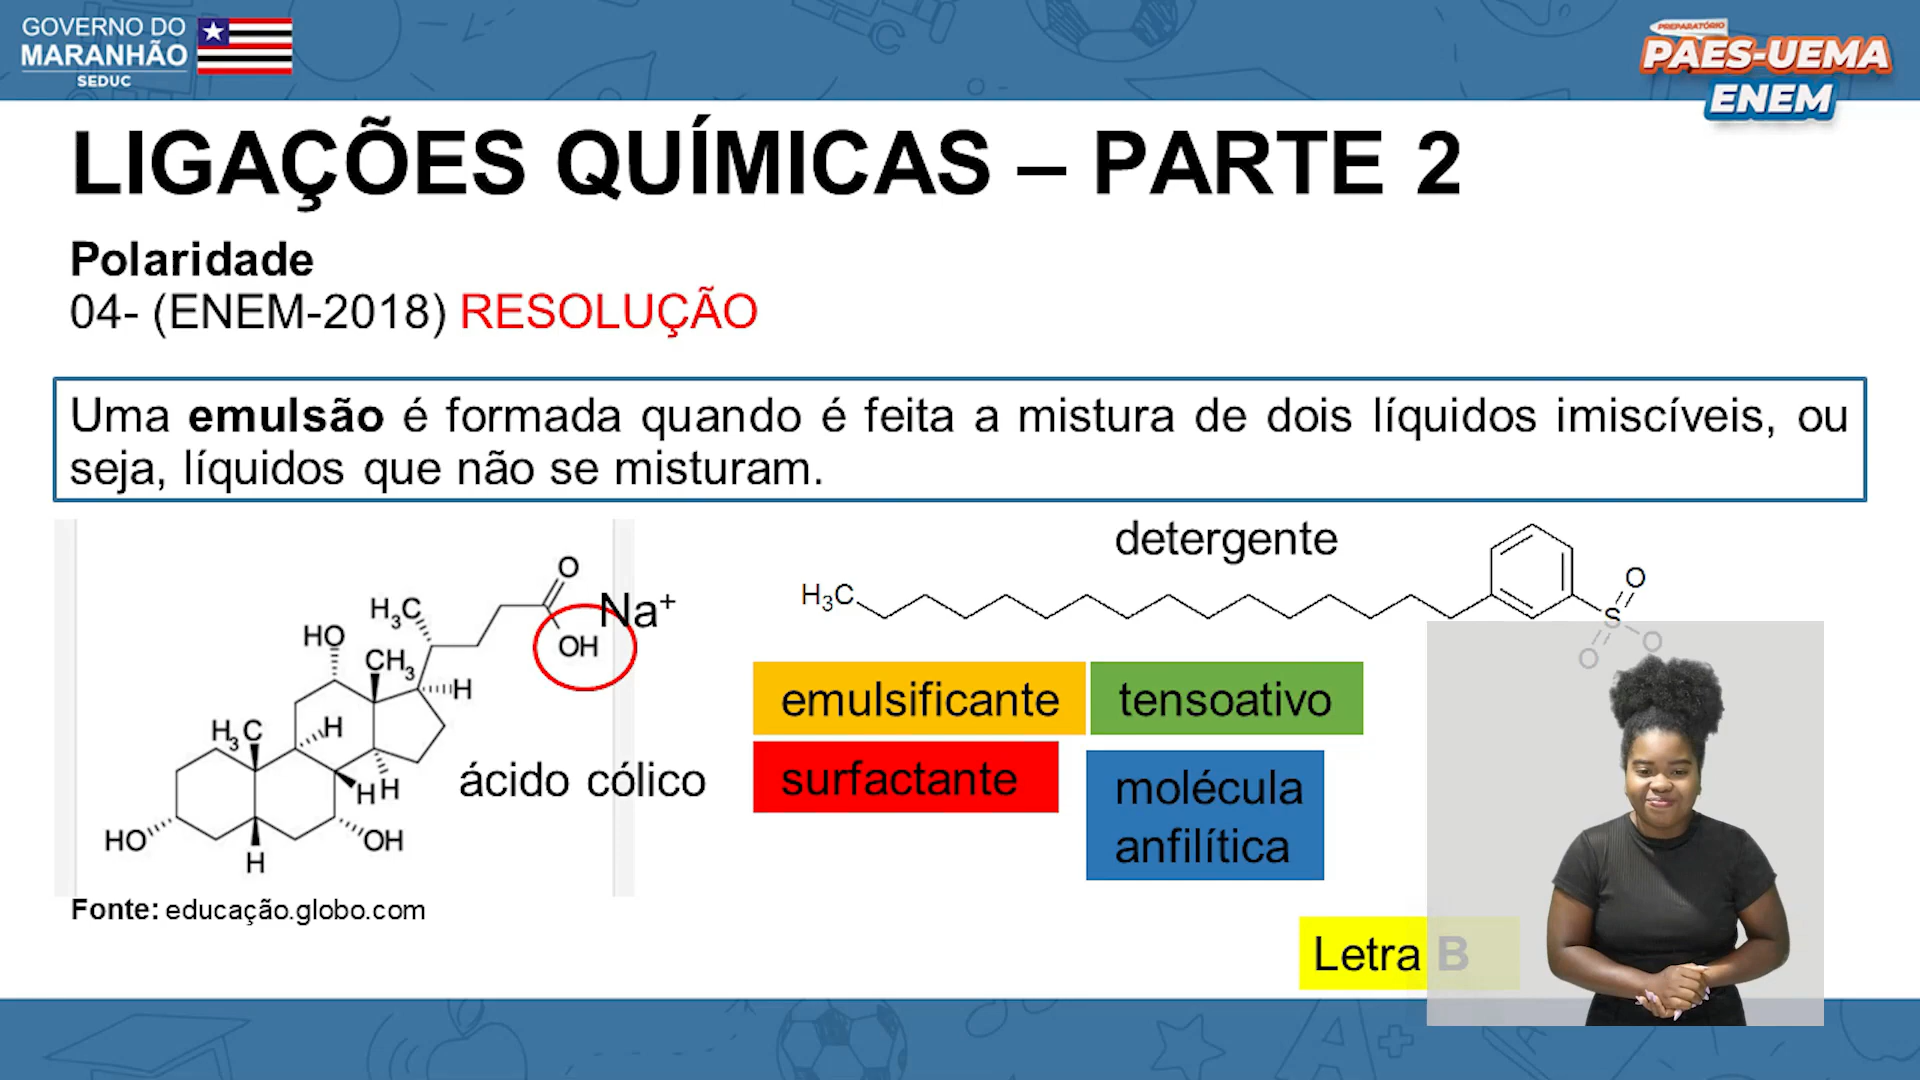 GOVERNO DO
MARANHÃO
SEDUC
PREPARATÓRIO
PAES-UEMA
ENEM
LIGAÇÕES QUÍMICAS – PARTE 2
Polaridade
04- (ENEM-2018) RESOLUÇÃO
Uma emulsão é formada quando é feita a mistura de dois líquidos imiscíveis, ou
seja, líquidos que não se misturam.
O
H₃C
Na⁺
HO
OH
CH₃
H
H₃C
H
H
H
HO
OH
H
ácido cólico
Fonte: educação.globo.com
detergente
H₃C
O
S
O
O
emulsificante
tensoativo
surfactante
molécula
anfilítica
Letra B